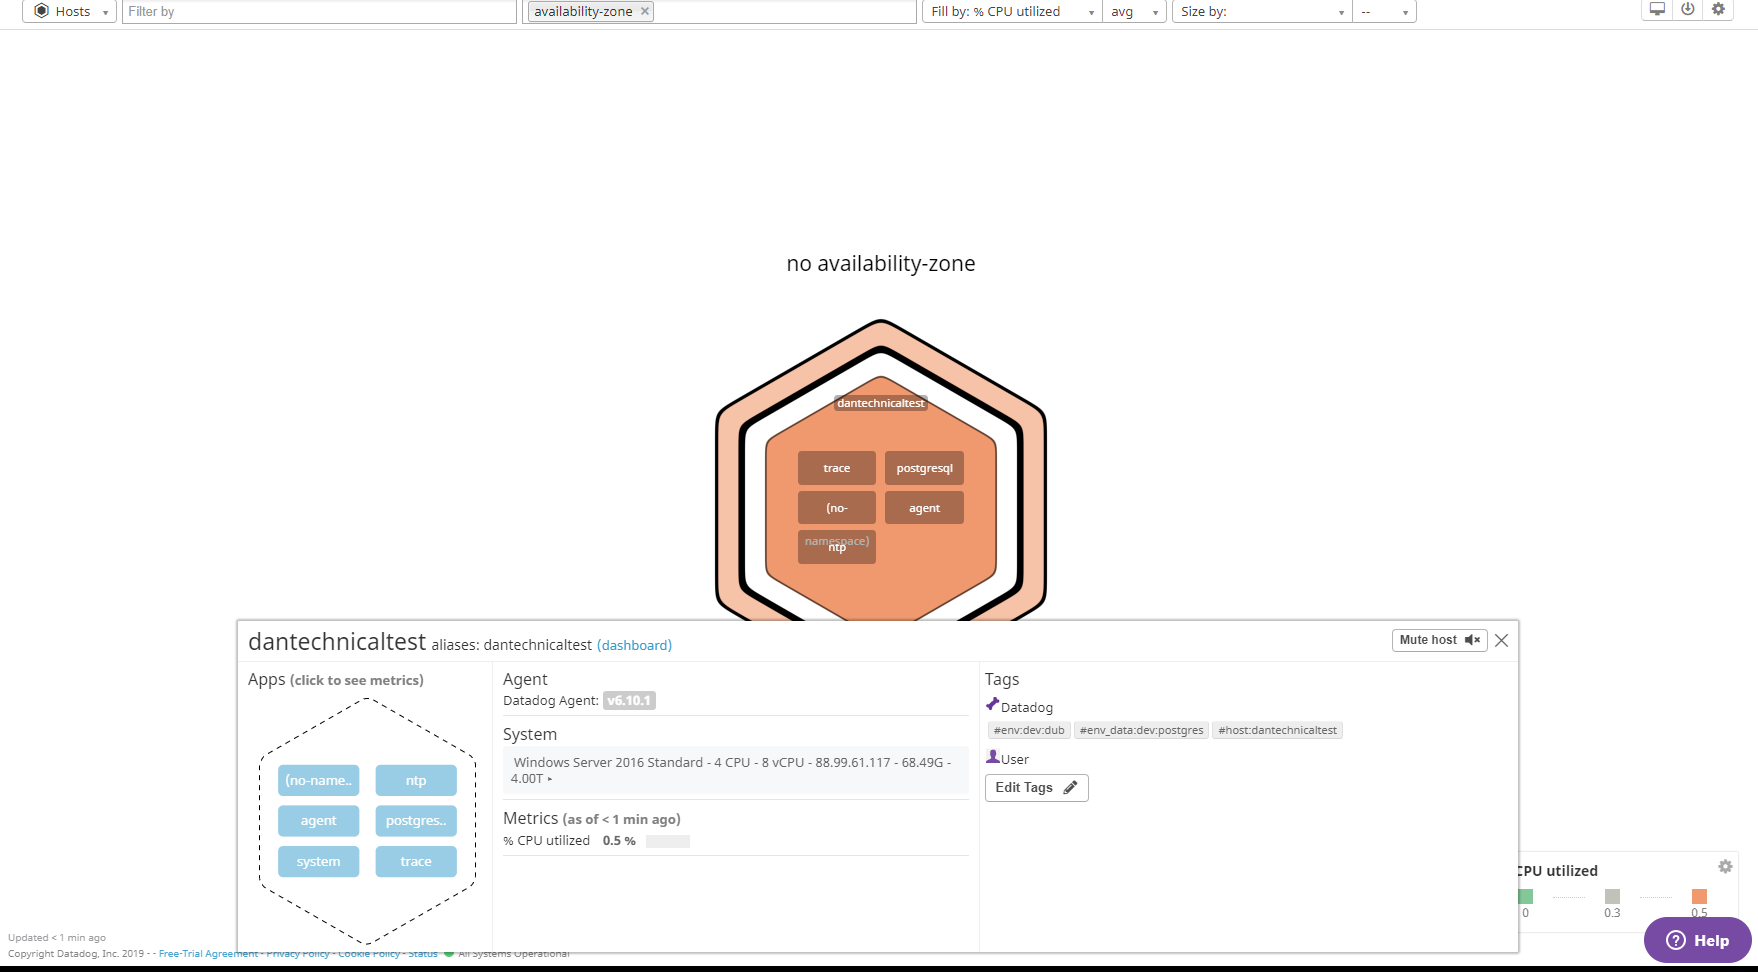 Hosts
Filter by
availability-zone ×
Fill by: % CPU utilized
avg
Size by:
--
no availability-zone
dantechnicaltest
trace
postgresql
(no-
namespace)
agent
ntp
dantechnicaltest aliases: dantechnicaltest (dashboard)
Mute host
Apps (click to see metrics)
(no-name..
ntp
agent
postgres..
system
trace
Agent
Datadog Agent: v6.10.1
System
Windows Server 2016 Standard - 4 CPU - 8 vCPU - 88.99.61.117 - 68.49G -
4.00T ▸
Metrics (as of < 1 min ago)
% CPU utilized 0.5 %
Tags
Datadog
#env:dev:dub #env_data:dev:postgres #host:dantechnicaltest
User
Edit Tags
CPU utilized
0 0.3 0.5
Help
Updated < 1 min ago
Copyright Datadog, Inc. 2019 - - Free-Trial Agreement - Privacy Policy - Cookie Policy - Status All Systems Operational